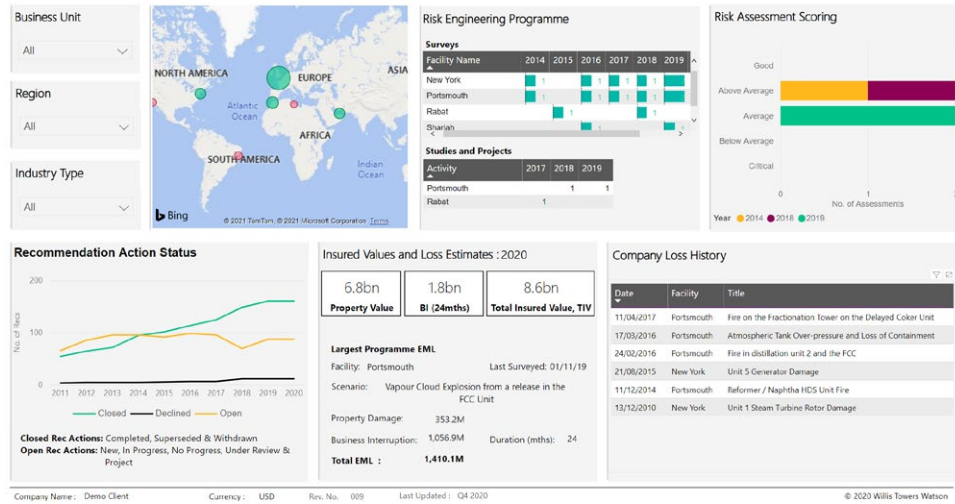 Business Unit
All
Region
All
Industry Type
All
NORTH AMERICA
EUROPE
ASIA
Atlantic
Ocean
AFRICA
SOUTH AMERICA
Indian
Ocean
Bing
© 2021 TomTom, © 2021 Microsoft Corporation Terms
Risk Engineering Programme
Surveys
Facility Name 2014 2015 2016 2017 2018 2019
New York 1 1 1 1
Portsmouth 1 1 1 1
Rabat 1 1
Sharjah 1
Studies and Projects
Activity 2017 2018 2019
Portsmouth 1 1
Rabat 1
Risk Assessment Scoring
Good
Above Average
Average
Below Average
Critical
0 1
No. of Assessments
Year 2014 2018 2019
Recommendation Action Status
No. of Recs
200
100
0
2011 2012 2013 2014 2015 2016 2017 2018 2019 2020
Closed Declined Open
Closed Rec Actions: Completed, Superseded & Withdrawn
Open Rec Actions: New, In Progress, No Progress, Under Review &
Project
Insured Values and Loss Estimates : 2020
6.8bn
Property Value
1.8bn
BI (24mths)
8.6bn
Total Insured Value, TIV
Largest Programme EML
Facility: Portsmouth Last Surveyed: 01/11/19
Scenario: Vapour Cloud Explosion from a release in the
FCC Unit
Property Damage: 353.2M
Business Interruption: 1,056.9M Duration (mths): 24
Total EML : 1,410.1M
Company Loss History
Date Facility Title
11/04/2017 Portsmouth Fire on the Fractionation Tower on the Delayed Coker Unit
17/03/2016 Portsmouth Atmospheric Tank Over-pressure and Loss of Containment
24/02/2016 Portsmouth Fire in distillation unit 2 and the FCC
21/08/2015 New York Unit 5 Generator Damage
11/12/2014 Portsmouth Reformer / Naphtha HDS Unit Fire
13/12/2010 New York Unit 1 Steam Turbine Rotor Damage
Company Name : Demo Client Currency : USD Rev. No. 009 Last Updated : Q4 2020 © 2020 Willis Towers Watson